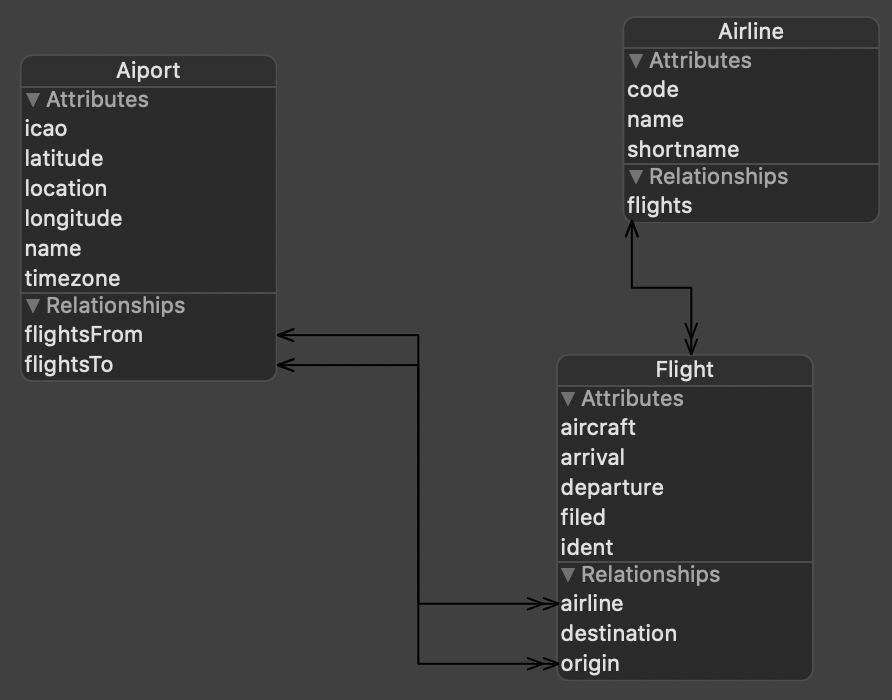 Aiport
Attributes
icao
latitude
location
longitude
name
timezone
Relationships
flightsFrom
flightsTo
Airline
Attributes
code
name
shortname
Relationships
flights
Flight
Attributes
aircraft
arrival
departure
filed
ident
Relationships
airline
destination
origin